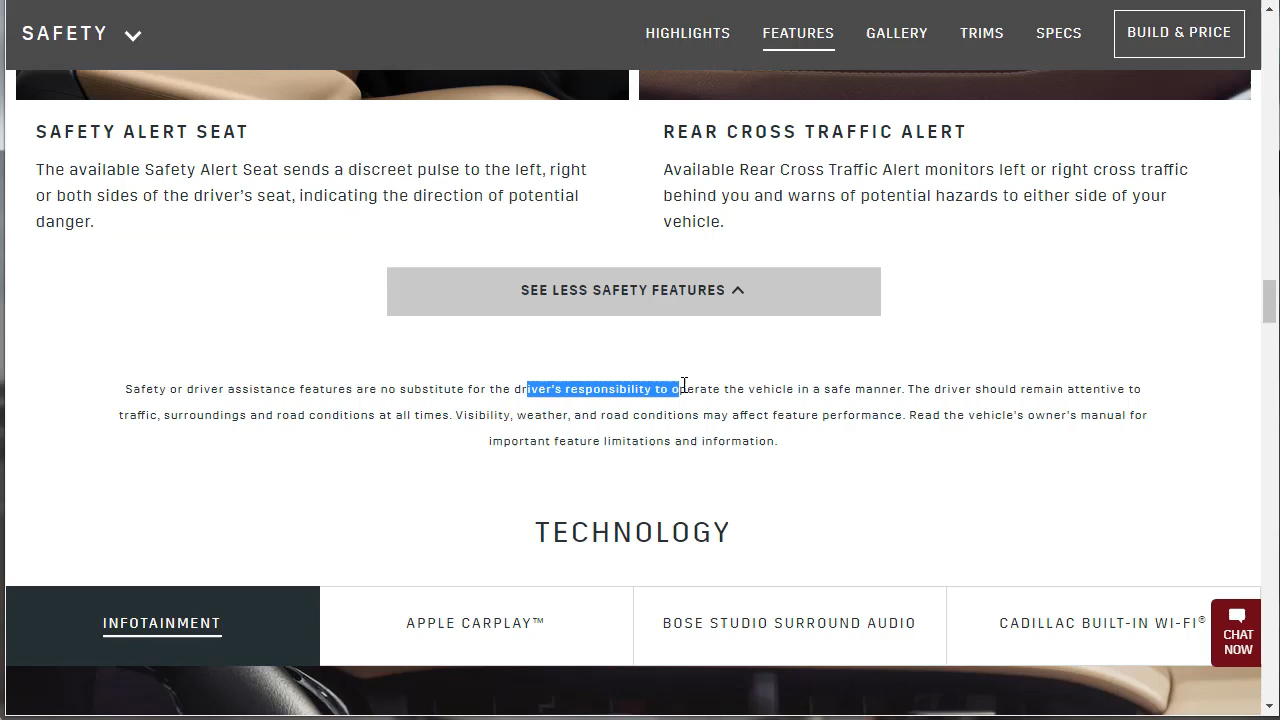 SAFETY
HIGHLIGHTS
FEATURES
GALLERY
TRIMS
SPECS
BUILD & PRICE
SAFETY ALERT SEAT
The available Safety Alert Seat sends a discreet pulse to the left, right
or both sides of the driver's seat, indicating the direction of potential
danger.
REAR CROSS TRAFFIC ALERT
Available Rear Cross Traffic Alert monitors left or right cross traffic
behind you and warns of potential hazards to either side of your
vehicle.
SEE LESS SAFETY FEATURES
Safety or driver assistance features are no substitute for the driver's responsibility to operate the vehicle in a safe manner. The driver should remain attentive to
traffic, surroundings and road conditions at all times. Visibility, weather, and road conditions may affect feature performance. Read the vehicle's owner's manual for
important feature limitations and information.
TECHNOLOGY
INFOTAINMENT
APPLE CARPLAY™
BOSE STUDIO SURROUND AUDIO
CADILLAC BUILT-IN WI-FI®
CHAT
NOW